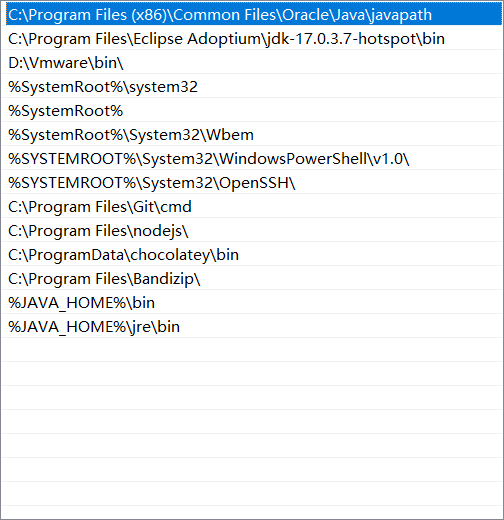 C:\Program Files (x86)\Common Files\Oracle\Java\javapath
C:\Program Files\Eclipse Adoptium\jdk-17.0.3.7-hotspot\bin
D:\Vmware\bin\
%SystemRoot%\system32
%SystemRoot%
%SystemRoot%\System32\Wbem
%SYSTEMROOT%\System32\WindowsPowerShell\v1.0\
%SYSTEMROOT%\System32\OpenSSH\
C:\Program Files\Git\cmd
C:\Program Files\nodejs\
C:\ProgramData\chocolatey\bin
C:\Program Files\Bandizip\
%JAVA_HOME%\bin
%JAVA_HOME%\jre\bin